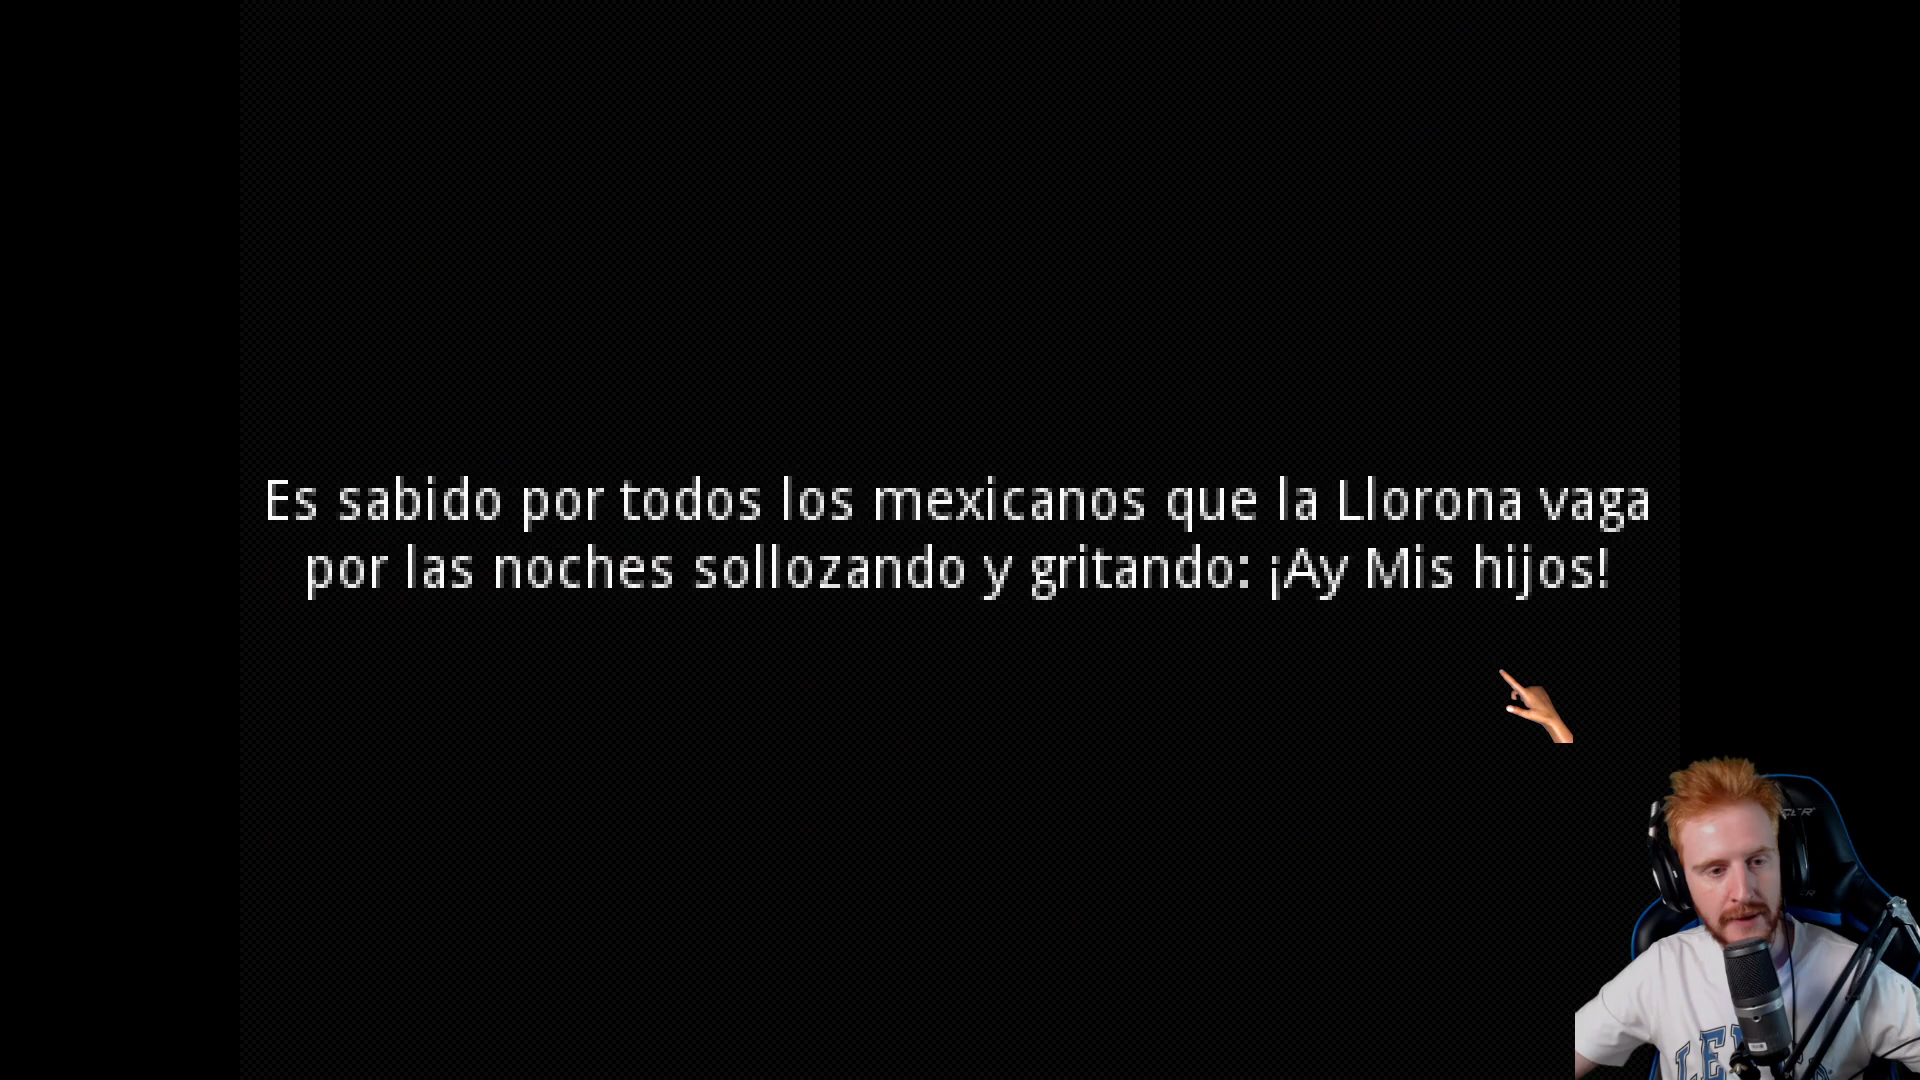 Es sabido por todos los mexicanos que la Llorona vaga
por las noches sollozando y gritando: ¡Ay Mis hijos!